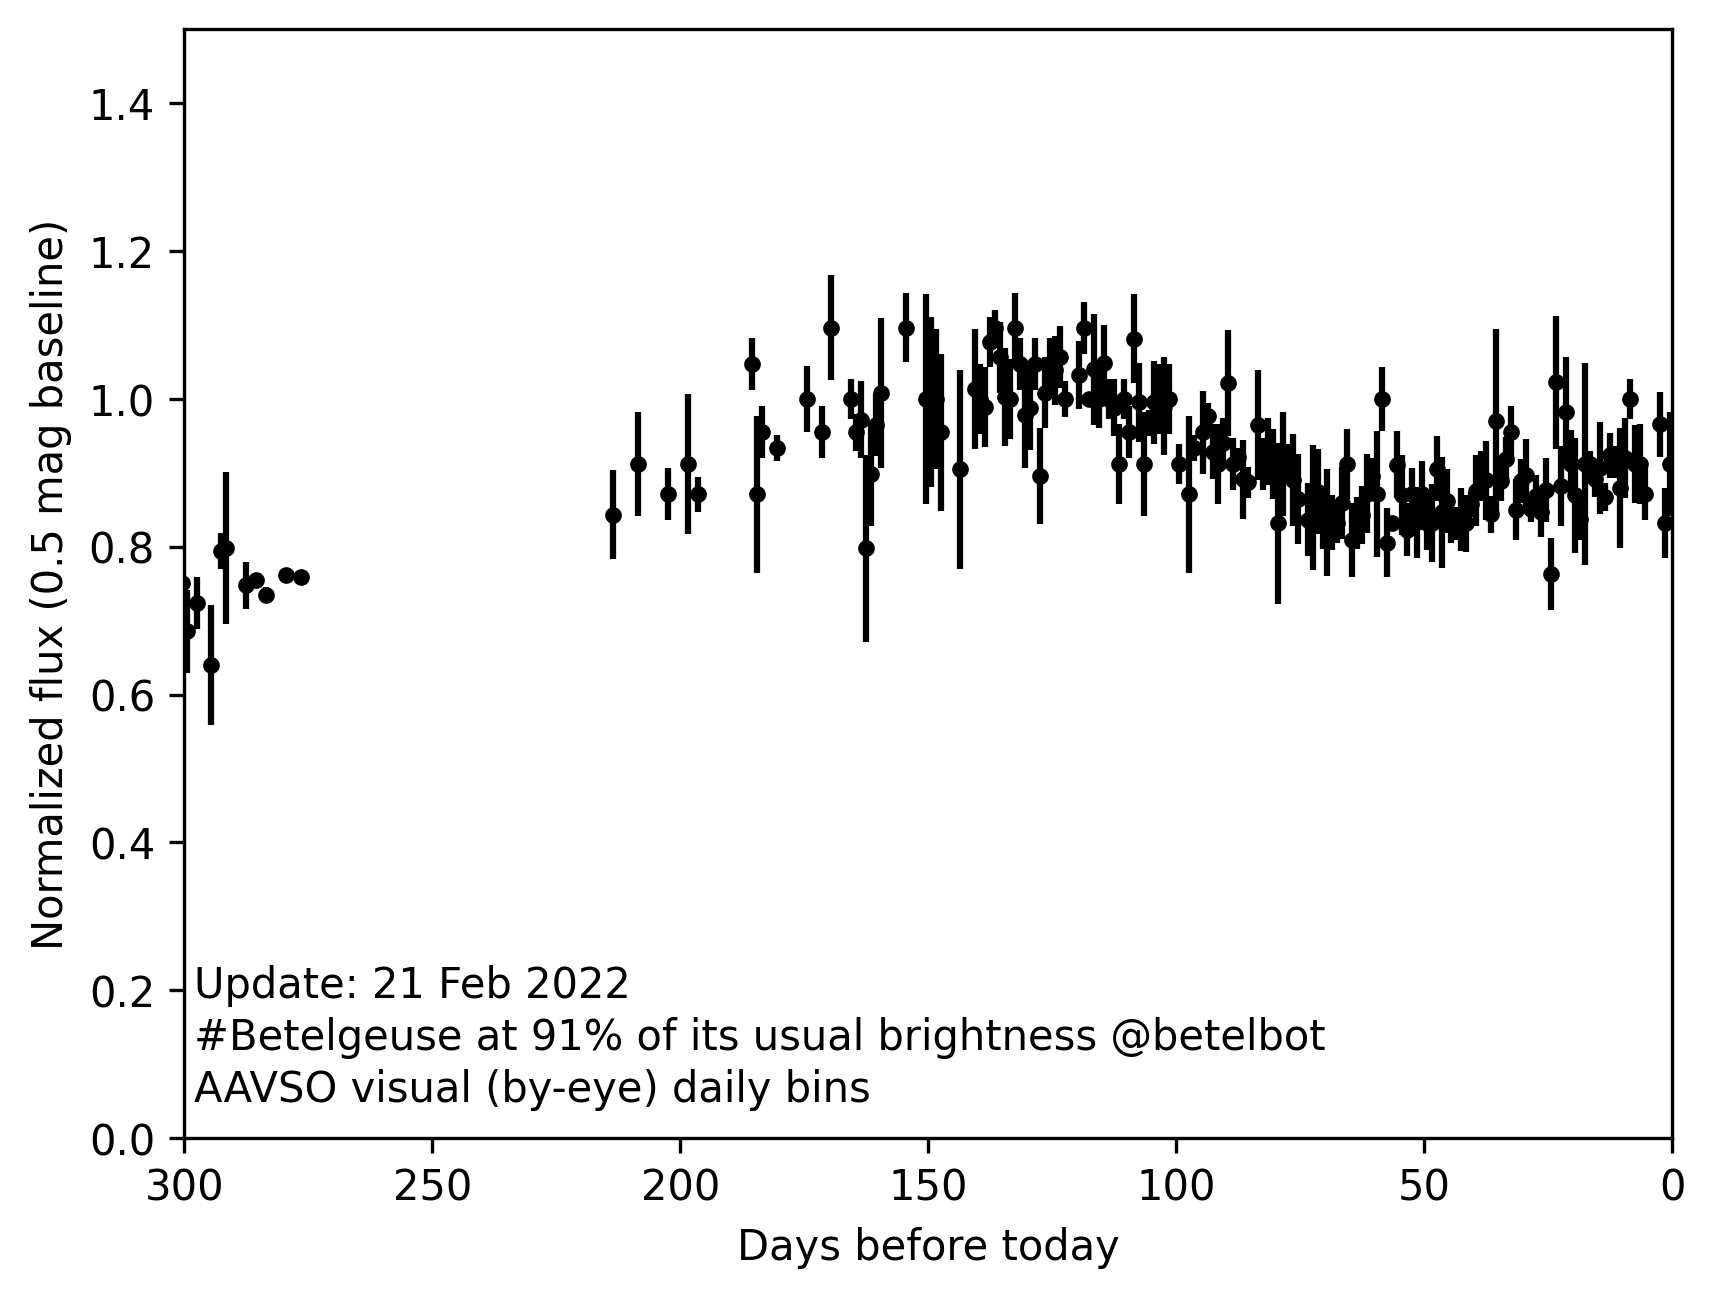 1.4
1.2
1.0
0.8
0.6
0.4
0.2
0.0
Normalized flux (0.5 mag baseline)
Update: 21 Feb 2022
#Betelgeuse at 91% of its usual brightness @betelbot
AAVSO visual (by-eye) daily bins
300 250 200 150 100 50 0
Days before today